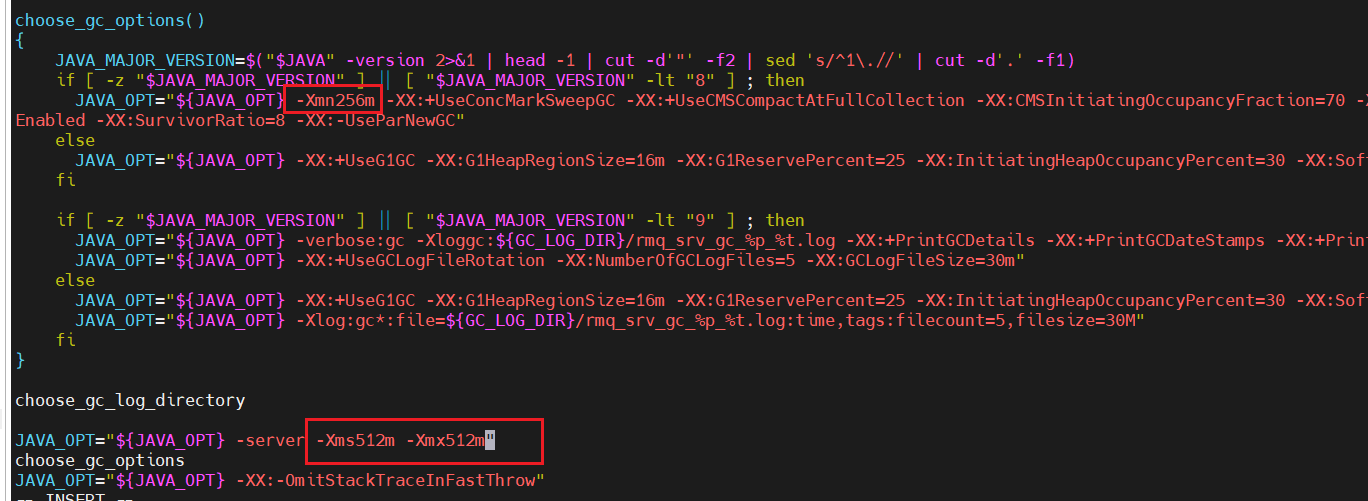 choose_gc_options()
{
    JAVA_MAJOR_VERSION=$("$JAVA" -version 2>&1 | head -1 | cut -d'"' -f2 | sed 's/^1\.//' | cut -d'.' -f1)
    if [ -z "$JAVA_MAJOR_VERSION" ] || [ "$JAVA_MAJOR_VERSION" -lt "8" ] ; then
      JAVA_OPT="${JAVA_OPT} -Xmn256m -XX:+UseConcMarkSweepGC -XX:+UseCMSCompactAtFullCollection -XX:CMSInitiatingOccupancyFraction=70 -X
Enabled -XX:SurvivorRatio=8 -XX:-UseParNewGC"
    else
      JAVA_OPT="${JAVA_OPT} -XX:+UseG1GC -XX:G1HeapRegionSize=16m -XX:G1ReservePercent=25 -XX:InitiatingHeapOccupancyPercent=30 -XX:Sof
    fi
    if [ -z "$JAVA_MAJOR_VERSION" ] || [ "$JAVA_MAJOR_VERSION" -lt "9" ] ; then
      JAVA_OPT="${JAVA_OPT} -verbose:gc -Xloggc:${GC_LOG_DIR}/rmq_srv_gc_%p_%t.log -XX:+PrintGCDetails -XX:+PrintGCDateStamps -XX:+Prin
      JAVA_OPT="${JAVA_OPT} -XX:+UseGCLogFileRotation -XX:NumberOfGCLogFiles=5 -XX:GCLogFileSize=30m"
    else
      JAVA_OPT="${JAVA_OPT} -XX:+UseG1GC -XX:G1HeapRegionSize=16m -XX:G1ReservePercent=25 -XX:InitiatingHeapOccupancyPercent=30 -XX:Sof
      JAVA_OPT="${JAVA_OPT} -Xlog:gc*:file=${GC_LOG_DIR}/rmq_srv_gc_%p_%t.log:time,tags:filecount=5,filesize=30M"
    fi
}
choose_gc_log_directory
JAVA_OPT="${JAVA_OPT} -server -Xms512m -Xmx512m"
choose_gc_options
JAVA_OPT="${JAVA_OPT} -XX:-OmitStackTraceInFastThrow"
-- INSERT --